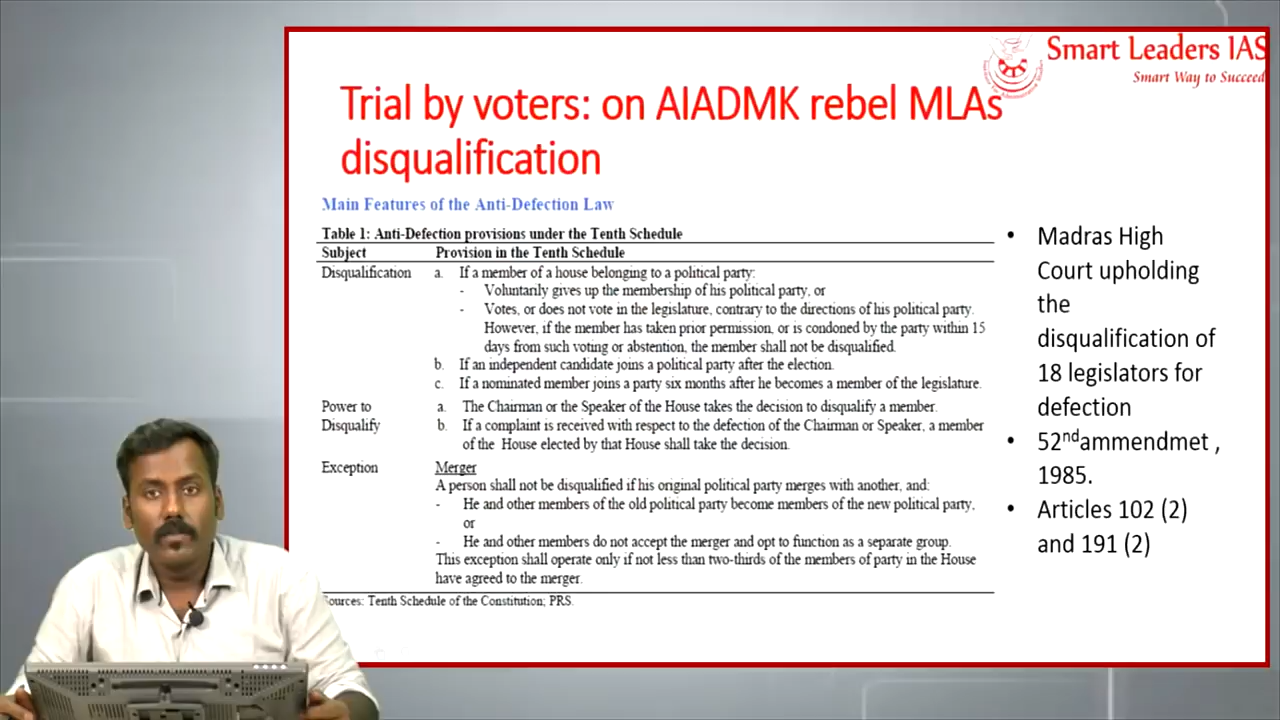 Smart Leaders IAS
Smart Way to Succeed
Trial by voters: on AIADMK rebel MLAs
disqualification
Main Features of the Anti-Defection Law
Table 1: Anti-Defection provisions under the Tenth Schedule
Subject Provision in the Tenth Schedule
Disqualification a. If a member of a house belonging to a political party:
- Voluntarily gives up the membership of his political party, or
- Votes, or does not vote in the legislature, contrary to the directions of his political party.
However, if the member has taken prior permission, or is condoned by the party within 15
days from such voting or abstention, the member shall not be disqualified.
b. If an independent candidate joins a political party after the election.
c. If a nominated member joins a party six months after he becomes a member of the legislature.
Power to a. The Chairman or the Speaker of the House takes the decision to disqualify a member.
Disqualify b. If a complaint is received with respect to the defection of the Chairman or Speaker, a member
of the House elected by that House shall take the decision.
Exception Merger
A person shall not be disqualified if his original political party merges with another, and:
- He and other members of the old political party become members of the new political party,
or
- He and other members do not accept the merger and opt to function as a separate group.
This exception shall operate only if not less than two-thirds of the members of party in the House
have agreed to the merger.
Sources: Tenth Schedule of the Constitution; PRS.
• Madras High
Court upholding
the
disqualification of
18 legislators for
defection
• 52nd ammendmet ,
1985.
• Articles 102 (2)
and 191 (2)